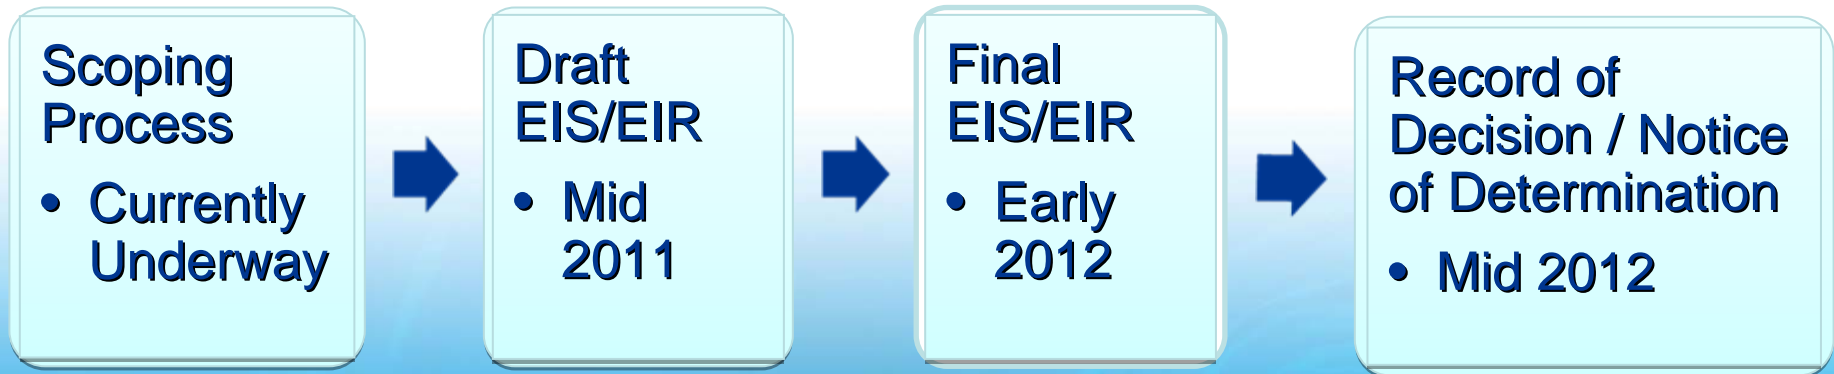 Scoping
Process
• Currently
Underway
Draft
EIS/EIR
• Mid
2011
Final
EIS/EIR
• Early
2012
Record of
Decision / Notice
of Determination
• Mid 2012